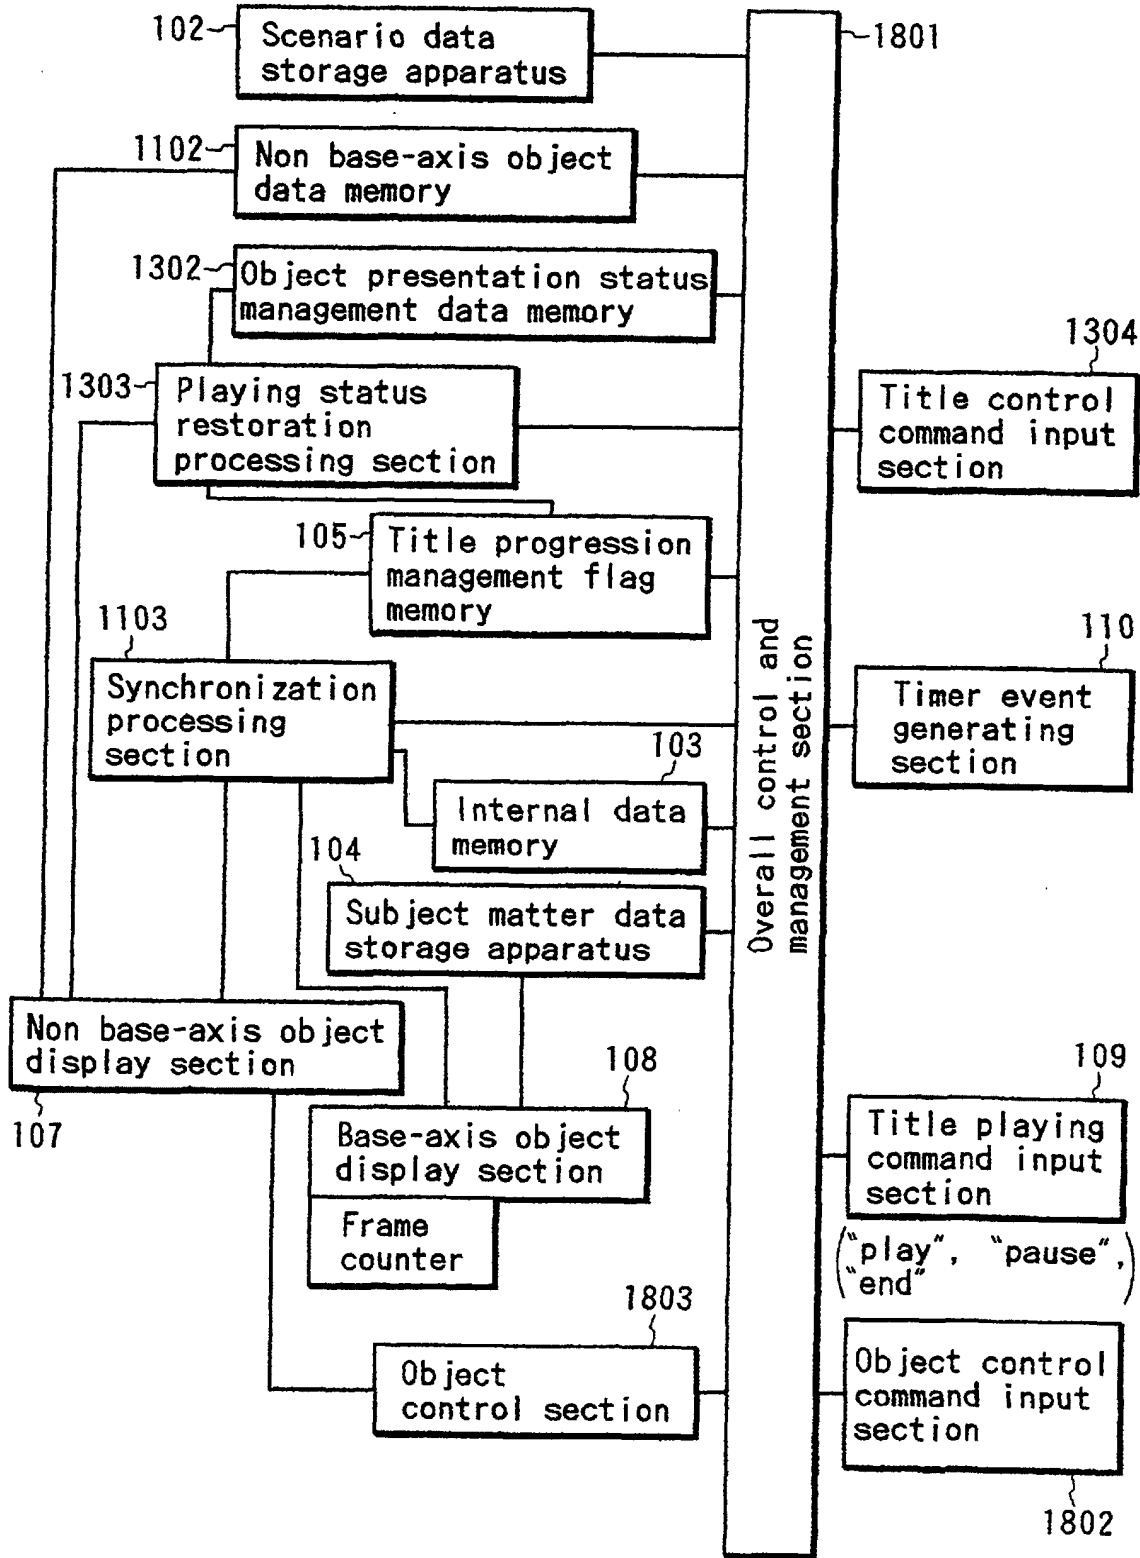 102
Scenario data
storage apparatus
1801
1102
Non base-axis object
data memory
1302
Object presentation status
management data memory
1304
1303
Playing status
restoration
processing section
Title control
command input
section
105
Title progression
management flag
memory
1103
Synchronization
processing
section
110
Timer event
generating
section
Overall control and
management section
103
Internal data
memory
104
Subject matter data
storage apparatus
Non base-axis object
display section
107
108
Base-axis object
display section
Frame
counter
109
Title playing
command input
section
("play", "pause",
"end")
1803
Object
control section
Object control
command input
section
1802